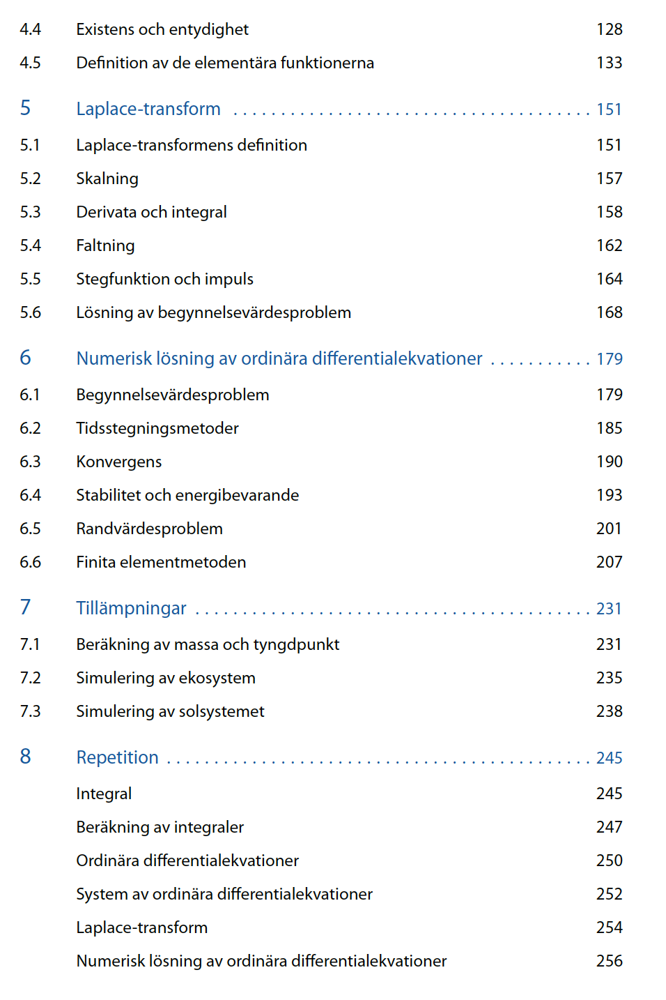 4.4 Existens och entydighet 128
4.5 Definition av de elementära funktionerna 133
5 Laplace-transform . . . . . . . . . . . . . . . . . . . . . . . . . . . . . . . . . . . . . . 151
5.1 Laplace-transformens definition 151
5.2 Skalning 157
5.3 Derivata och integral 158
5.4 Faltning 162
5.5 Stegfunktion och impuls 164
5.6 Lösning av begynnelsevärdesproblem 168
6 Numerisk lösning av ordinära differentialekvationer . . . . . . . . . . . 179
6.1 Begynnelsevärdesproblem 179
6.2 Tidsstegningsmetoder 185
6.3 Konvergens 190
6.4 Stabilitet och energibevarande 193
6.5 Randvärdesproblem 201
6.6 Finita elementmetoden 207
7 Tillämpningar . . . . . . . . . . . . . . . . . . . . . . . . . . . . . . . . . . . . . . . . . . 231
7.1 Beräkning av massa och tyngdpunkt 231
7.2 Simulering av ekosystem 235
7.3 Simulering av solsystemet 238
8 Repetition . . . . . . . . . . . . . . . . . . . . . . . . . . . . . . . . . . . . . . . . . . . . . 245
Integral 245
Beräkning av integraler 247
Ordinära differentialekvationer 250
System av ordinära differentialekvationer 252
Laplace-transform 254
Numerisk lösning av ordinära differentialekvationer 256